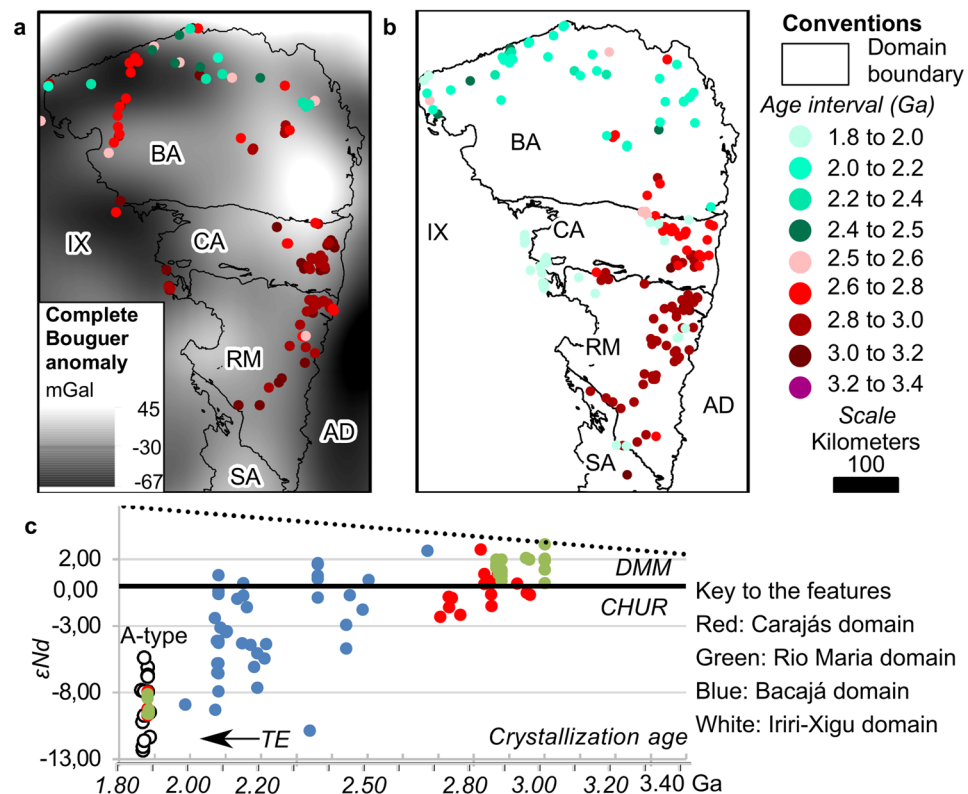 a
BA
IX
CA
RM
AD
SA
Complete
Bouguer
anomaly
mGal
45
-30
-67
b
BA
IX
CA
RM
AD
SA
Conventions
Domain
boundary
Age interval (Ga)
1.8 to 2.0
2.0 to 2.2
2.2 to 2.4
2.4 to 2.5
2.5 to 2.6
2.6 to 2.8
2.8 to 3.0
3.0 to 3.2
3.2 to 3.4
Scale
Kilometers
100
c
2,00
0,00
-3,00
-8,00
-13,00
εNd
DMM
CHUR
A-type
TE
Crystallization age
1.80 2.00 2.20 2.50 2.80 3.00 3.20 3.40 Ga
Key to the features
Red: Carajás domain
Green: Rio Maria domain
Blue: Bacajá domain
White: Iriri-Xigu domain